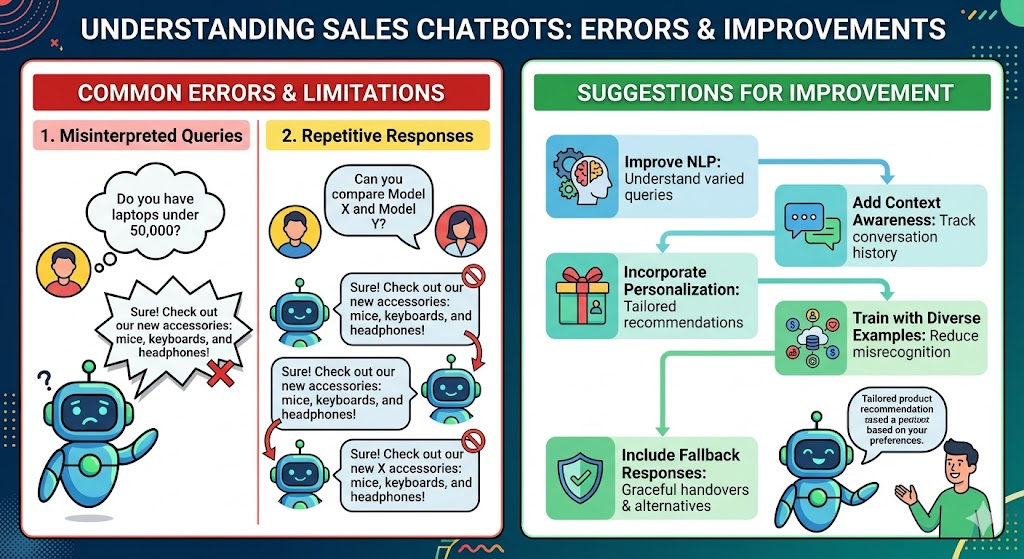 UNDERSTANDING SALES CHATBOTS: ERRORS & IMPROVEMENTS
COMMON ERRORS & LIMITATIONS
1. Misinterpreted Queries
Do you have
laptops under
50,000?
Sure! Check out
our new accessories:
mice, keyboards, and
headphones!
?
2. Repetitive Responses
Can you
compare Model
X and Model
Y?
Sure! Check out our
new accessories:
mice, keyboards, and
headphones!
Sure! Check out our
new accessories:
mice, keyboards, and
headphones!
Sure! Check out our
new X accessories:
mice, keyboards, and
headphones!
SUGGESTIONS FOR IMPROVEMENT
Improve NLP:
Understand varied
queries
Add Context
Awareness: Track
conversation
history
Incorporate
Personalization:
Tailored
recommendations
Train with Diverse
Examples: Reduce
misrecognition
Include Fallback
Responses:
Graceful handovers
& alternatives
Tailored product
recommendation
a
based on your
preferences.